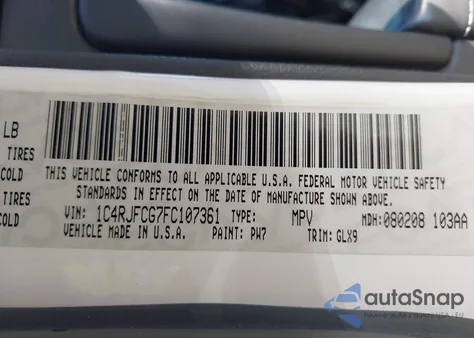 LB
TIRES
COLD
TIRES
COLD
THIS VEHICLE CONFORMS TO ALL APPLICABLE U.S.A. FEDERAL MOTOR VEHICLE SAFETY
STANDARDS IN EFFECT ON THE DATE OF MANUFACTURE SHOWN ABOVE.
VIN: 1C4RJFCG7FC107361 TYPE: MPV MDH: 080208 103AA
VEHICLE MADE IN U.S.A. PAINT: PW7 TRIM: GLX9
autoSnap